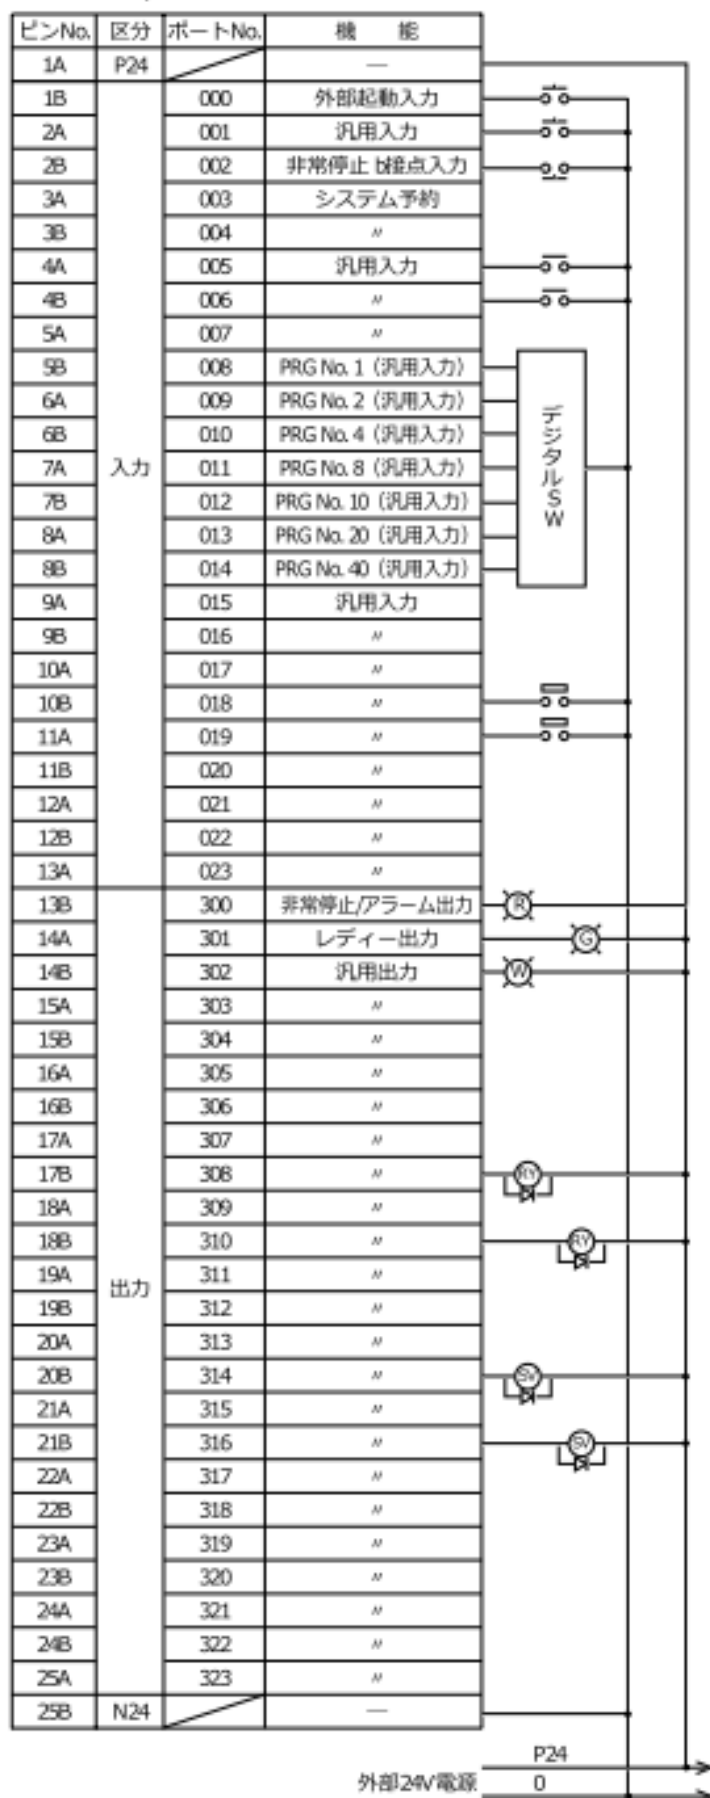 ピンNo. 区分 ポートNo. 機 能
1A P24 —
1B 000 外部起動入力
2A 001 汎用入力
2B 002 非常停止 b接点入力
3A 003 システム予約
3B 004 〃
4A 005 汎用入力
4B 006 〃
5A 007 〃
5B 008 PRG No. 1（汎用入力）
6A 009 PRG No. 2（汎用入力）
6B 010 PRG No. 4（汎用入力）
7A 入力 011 PRG No. 8（汎用入力）
7B 012 PRG No. 10（汎用入力）
8A 013 PRG No. 20（汎用入力）
8B 014 PRG No. 40（汎用入力）
デジタルSW
9A 015 汎用入力
9B 016 〃
10A 017 〃
10B 018 〃
11A 019 〃
11B 020 〃
12A 021 〃
12B 022 〃
13A 023 〃
13B 300 非常停止/アラーム出力 R
14A 301 レディー出力 G
14B 302 汎用出力 W
15A 303 〃
15B 304 〃
16A 305 〃
16B 306 〃
17A 307 〃
17B 308 〃 RY
18A 309 〃
18B 310 〃 RY
19A 出力 311 〃
19B 312 〃
20A 313 〃
20B 314 〃 SV
21A 315 〃
21B 316 〃 SV
22A 317 〃
22B 318 〃
23A 319 〃
23B 320 〃
24A 321 〃
24B 322 〃
25A 323 〃
25B N24 —
P24
外部24V電源 0